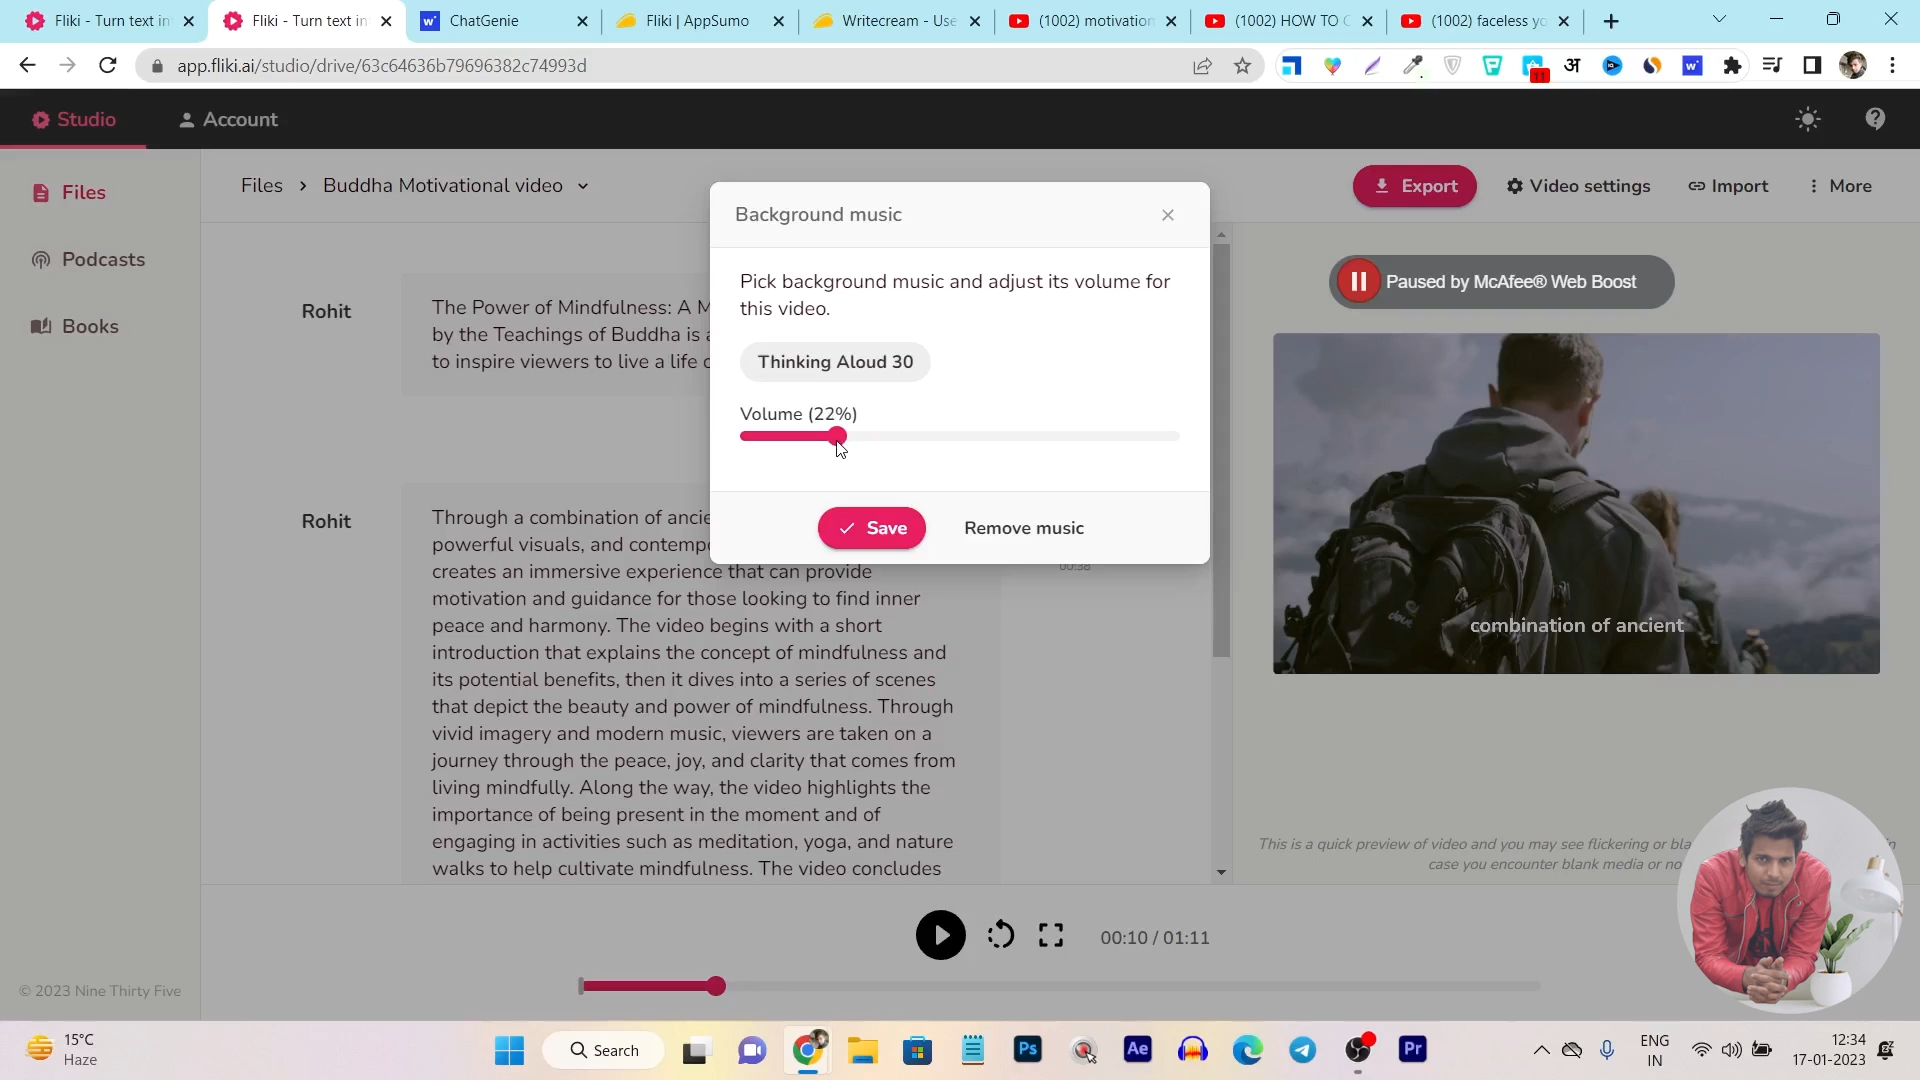 Fliki - Turn text in
Fliki - Turn text in
ChatGenie
Fliki | AppSumo
Writecream - Use
(1002) motivation
(1002) HOW TO C
(1002) faceless yo
app.fliki.ai/studio/drive/63c64636b79696382c74993d
11
अ
Studio
Account
Files
Podcasts
Books
Files > Buddha Motivational video
Export
Video settings
Import
More
Rohit
The Power of Mindfulness: A M
by the Teachings of Buddha is a
to inspire viewers to live a life o
Rohit
Through a combination of ancie
powerful visuals, and contempo
creates an immersive experience that can provide
motivation and guidance for those looking to find inner
peace and harmony. The video begins with a short
introduction that explains the concept of mindfulness and
its potential benefits, then it dives into a series of scenes
that depict the beauty and power of mindfulness. Through
vivid imagery and modern music, viewers are taken on a
journey through the peace, joy, and clarity that comes from
living mindfully. Along the way, the video highlights the
importance of being present in the moment and of
engaging in activities such as meditation, yoga, and nature
walks to help cultivate mindfulness. The video concludes
00:38
Background music
Pick background music and adjust its volume for
this video.
Thinking Aloud 30
Volume (22%)
Save
Remove music
Paused by McAfee® Web Boost
combination of ancient
This is a quick preview of video and you may see flickering or bla
case you encounter blank media or no
00:10 / 01:11
© 2023 Nine Thirty Five
15°C
Haze
Search
Ps
Ae
Pr
ENG
IN
12:34
17-01-2023